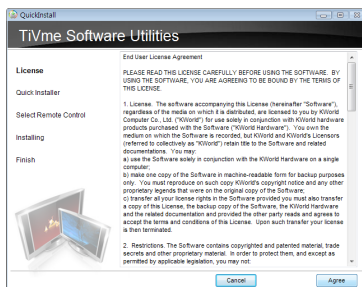 QuickInstall
TiVme Software Utilities
License
Quick Installer
Select Remote Control
Installing
Finish
End User License Agreement
PLEASE READ THIS LICENSE CAREFULLY BEFORE USING THE SOFTWARE. BY
USING THE SOFTWARE, YOU ARE AGREEING TO BE BOUND BY THE TERMS OF
THIS LICENSE.
1. License. The software accompanying this License (hereinafter "Software"),
regardless of the media on which it is distributed, are licensed to you by KWorld
Computer Co., Ltd. ("KWorld") for use solely in conjunction with KWorld hardware
products purchased with the Software ("KWorld Hardware"). You own the
medium on which the Software is recorded, but KWorld and KWorld's Licensors
(referred to collectively as "KWorld") retain title to the Software and related
documentations. You may:
a) use the Software solely in conjunction with the KWorld Hardware on a single
computer;
b) make one copy of the Software in machine-readable form for backup purposes
only. You must reproduce on such copy KWorld's copyright notice and any other
proprietary legends that were on the original copy of the Software;
c) transfer all your license rights in the Software provided you must also transfer
a copy of this License, the backup copy of the Software, the KWorld Hardware
and the related documentation and provided the other party reads and agrees to
accept the terms and conditions of this License. Upon such transfer your license
is then terminated.
2. Restrictions. The Software contains copyrighted and patented material, trade
secrets and other proprietary material. In order to protect them, and except as
permitted by applicable legislation, you may not:
Cancel
Agree